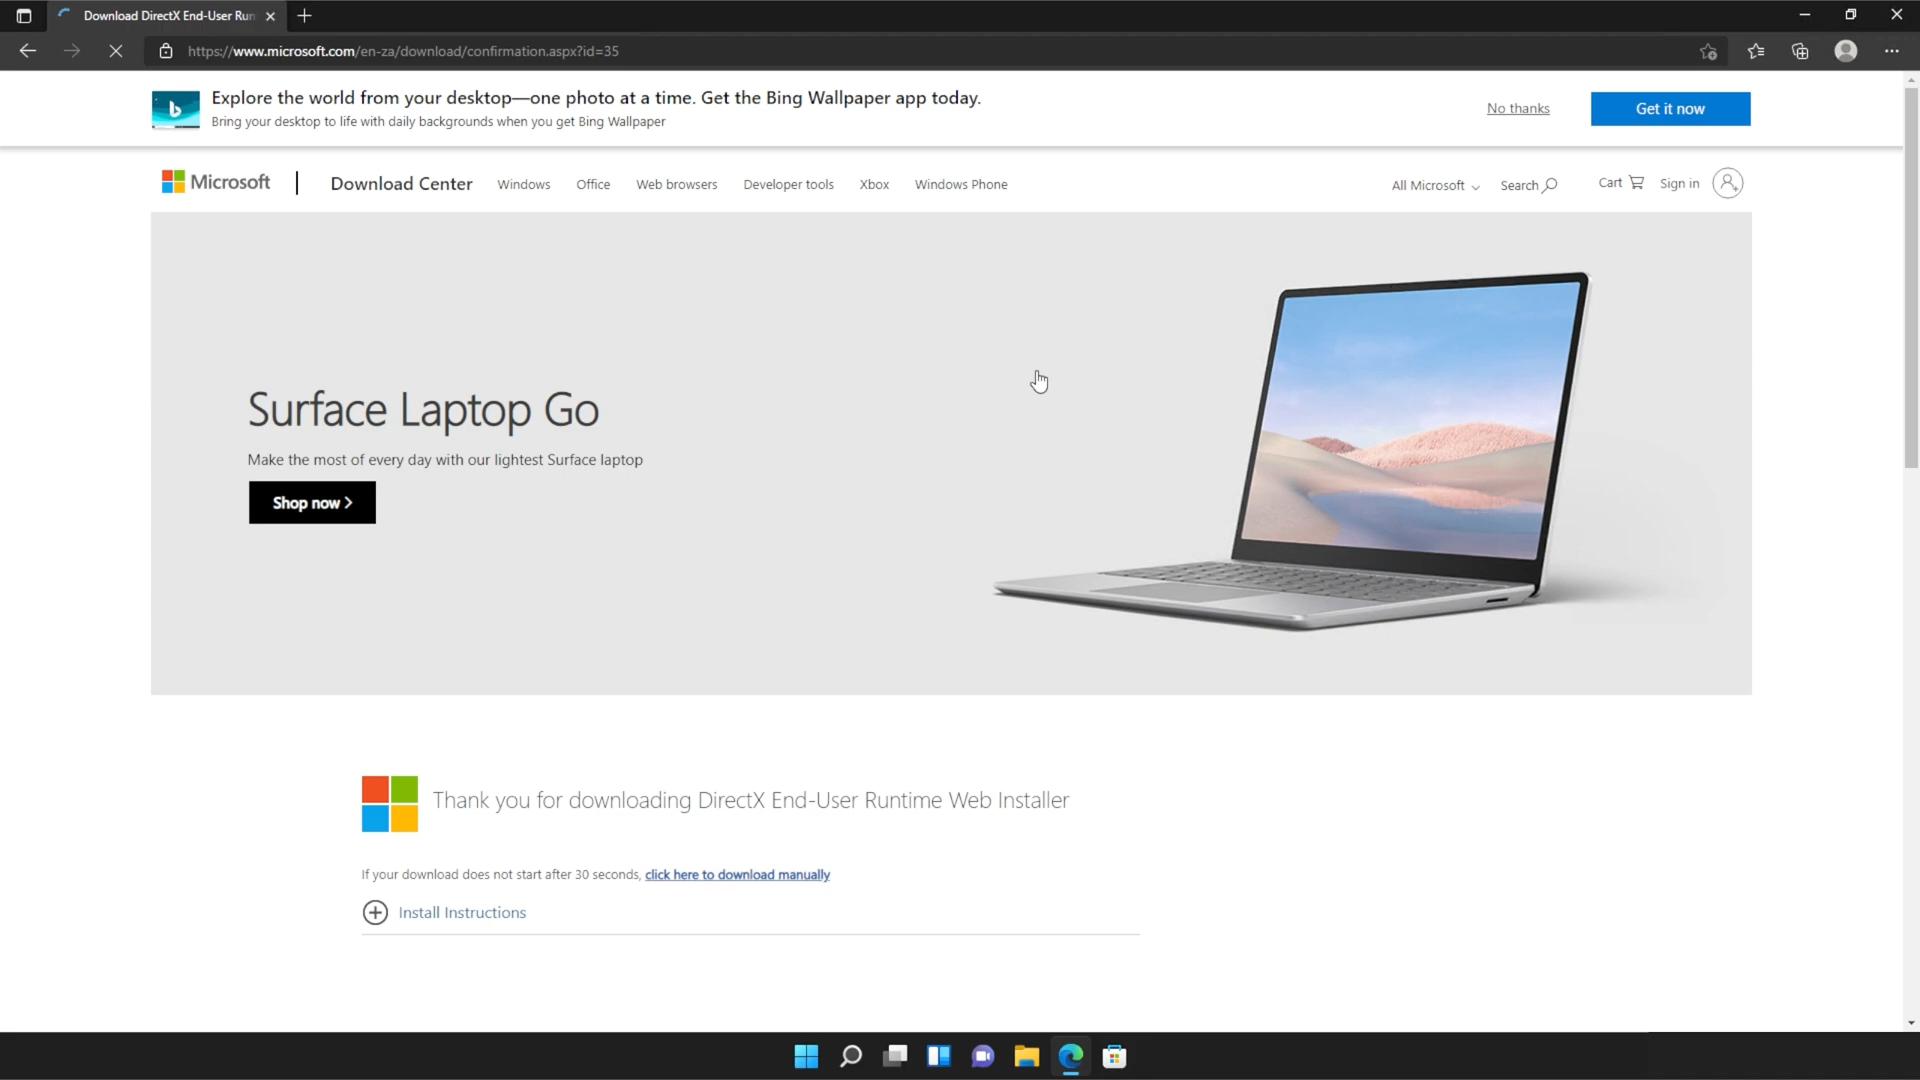 Download DirectX End-User Run
https://www.microsoft.com/en-za/download/confirmation.aspx?id=35
Explore the world from your desktop—one photo at a time. Get the Bing Wallpaper app today.
Bring your desktop to life with daily backgrounds when you get Bing Wallpaper
No thanks
Get it now
Microsoft
Download Center
Windows
Office
Web browsers
Developer tools
Xbox
Windows Phone
All Microsoft
Search
Cart
Sign in
Surface Laptop Go
Make the most of every day with our lightest Surface laptop
Shop now >
Thank you for downloading DirectX End-User Runtime Web Installer
If your download does not start after 30 seconds, click here to download manually
Install Instructions